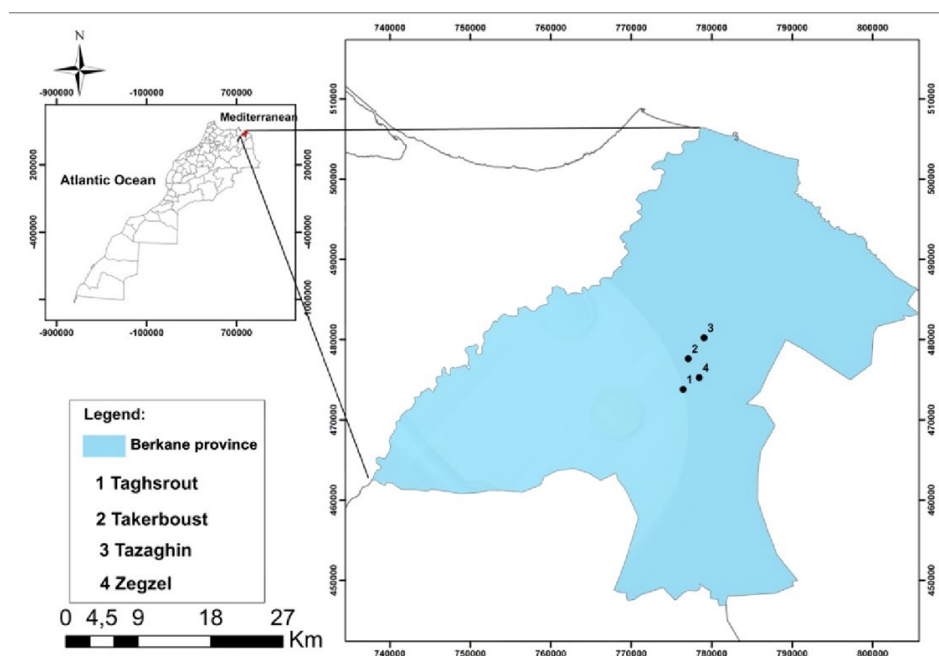 N
-900000 -100000 700000
Mediterranean
Atlantic Ocean
200000
-400000
-1000000
200000
-400000
-1000000
-900000 -100000 700000
740000 750000 760000 770000 780000 790000 800000
510000
500000
490000
480000
470000
460000
450000
510000
500000
490000
480000
470000
460000
450000
3
2
4
1
740000 750000 760000 770000 780000 790000 800000
Legend:
Berkane province
1 Taghsrout
2 Takerboust
3 Tazaghin
4 Zegzel
0 4,5 9 18 27
Km